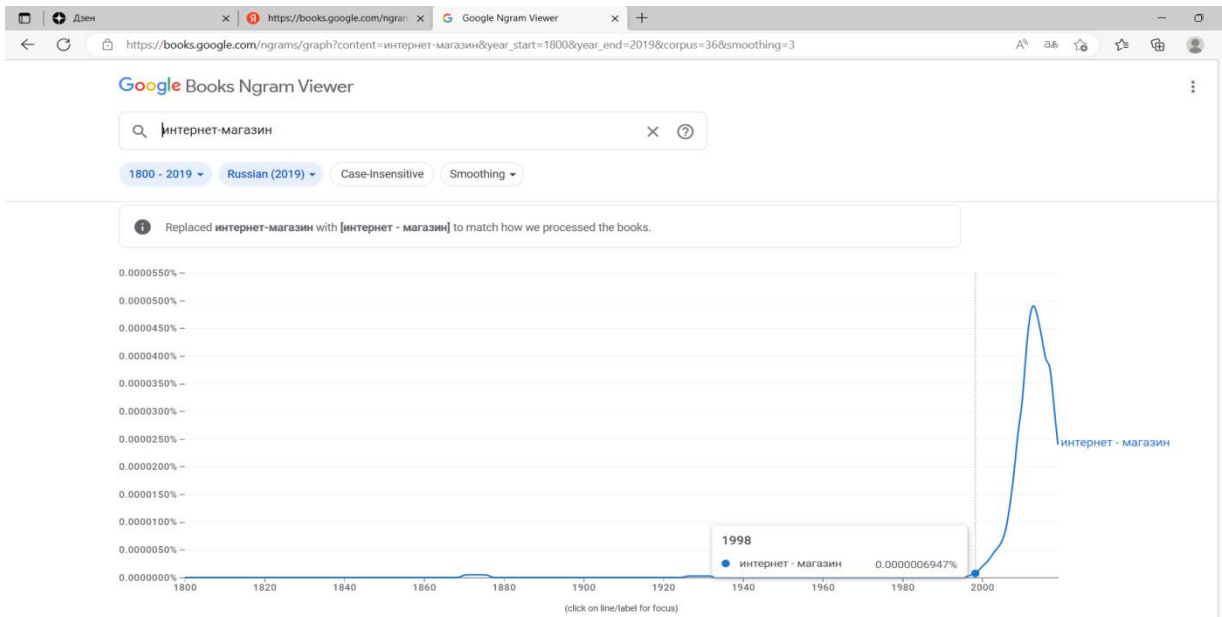 Дзен
https://books.google.com/ngram
Google Ngram Viewer
https://books.google.com/ngrams/graph?content=интернет-магазин&year_start=1800&year_end=2019&corpus=36&smoothing=3
Google Books Ngram Viewer
интернет-магазин
1800 - 2019 Russian (2019) Case-Insensitive Smoothing
Replaced интернет-магазин with [интернет - магазин] to match how we processed the books.
0.0000550%
0.0000500%
0.0000450%
0.0000400%
0.0000350%
0.0000300%
0.0000250%
интернет - магазин
0.0000200%
0.0000150%
0.0000100%
1998
0.0000050%
интернет - магазин 0.0000006947%
0.0000000%
1800 1820 1840 1860 1880 1900 1920 1940 1960 1980 2000
(click on line/label for focus)